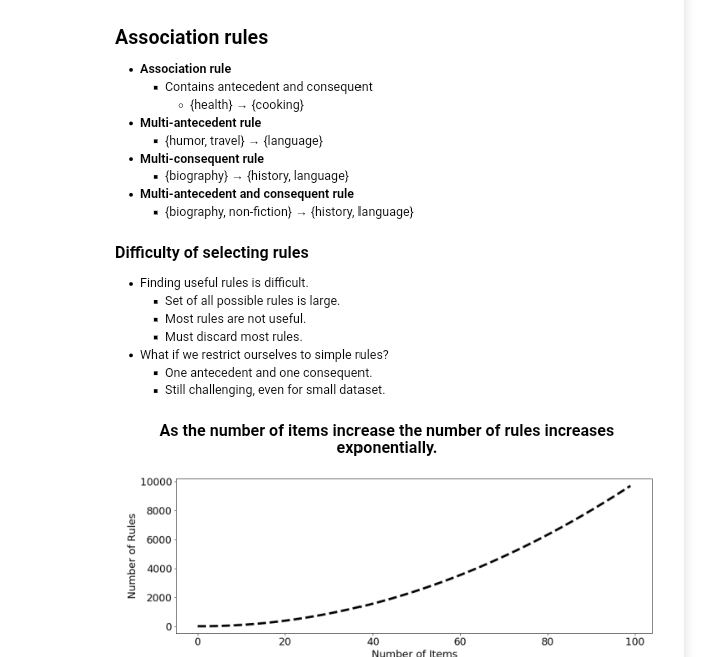 Association rules
• Association rule
▪ Contains antecedent and consequent
○ {health} → {cooking}
• Multi-antecedent rule
▪ {humor, travel} → {language}
• Multi-consequent rule
▪ {biography} → {history, language}
• Multi-antecedent and consequent rule
▪ {biography, non-fiction} → {history, language}
Difficulty of selecting rules
• Finding useful rules is difficult.
▪ Set of all possible rules is large.
▪ Most rules are not useful.
▪ Must discard most rules.
• What if we restrict ourselves to simple rules?
▪ One antecedent and one consequent.
▪ Still challenging, even for small dataset.
As the number of items increase the number of rules increases
exponentially.
10000
8000
6000
4000
2000
0
Number of Rules
0 20 40 60 80 100
Number of Items